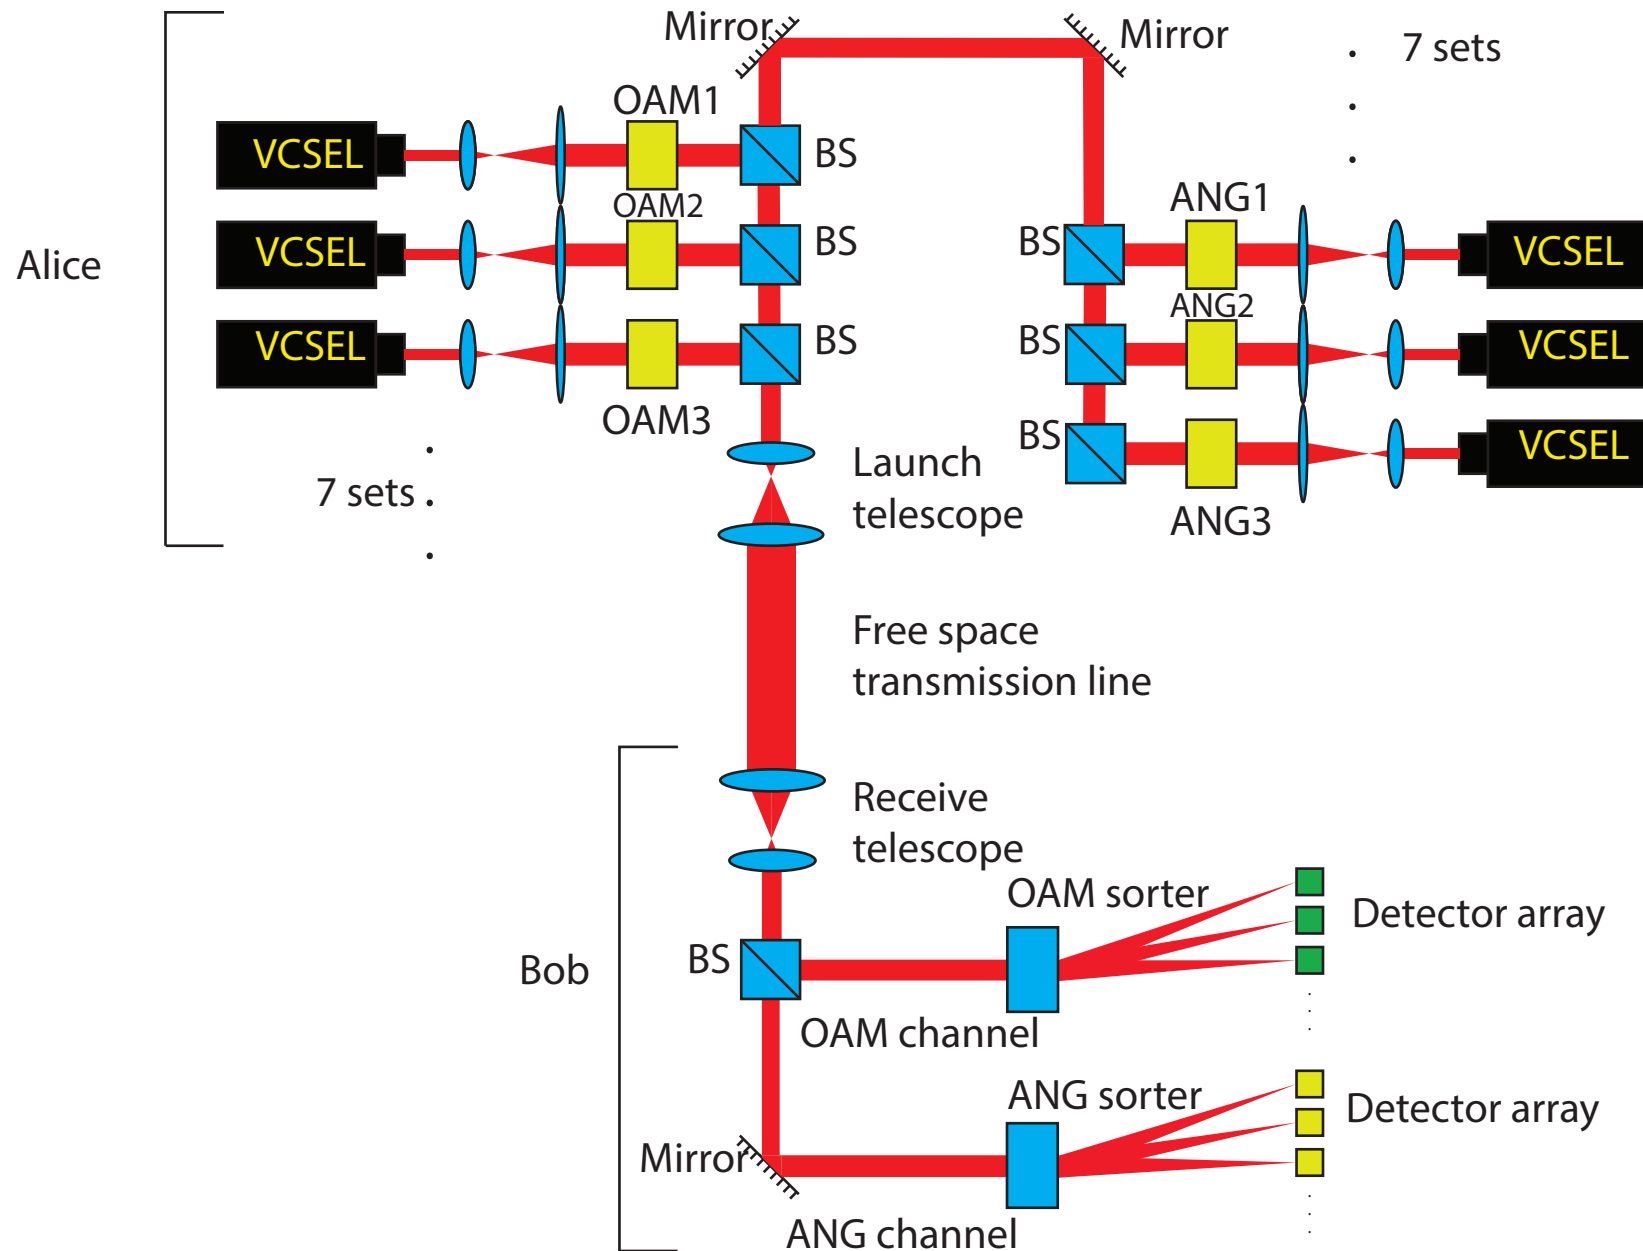 Mirror
Mirror
7 sets
OAM1
VCSEL
BS
OAM2
VCSEL
BS
ANG1
BS
VCSEL
Alice
ANG2
VCSEL
BS
BS
VCSEL
OAM3
BS
VCSEL
7 sets
Launch
telescope
ANG3
Free space
transmission line
Receive
telescope
OAM sorter
Detector array
BS
Bob
OAM channel
ANG sorter
Detector array
Mirror
ANG channel